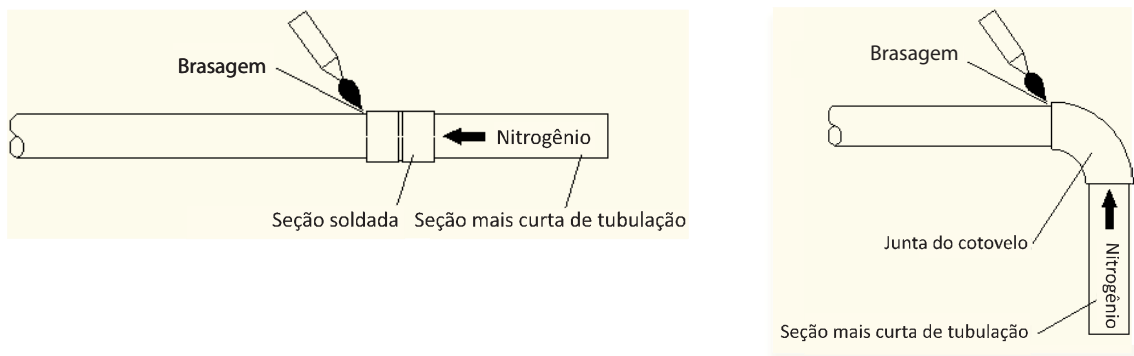 Brasagem
Nitrogênio
Seção soldada
Seção mais curta de tubulação
Brasagem
Junta do cotovelo
Nitrogênio
Seção mais curta de tubulação